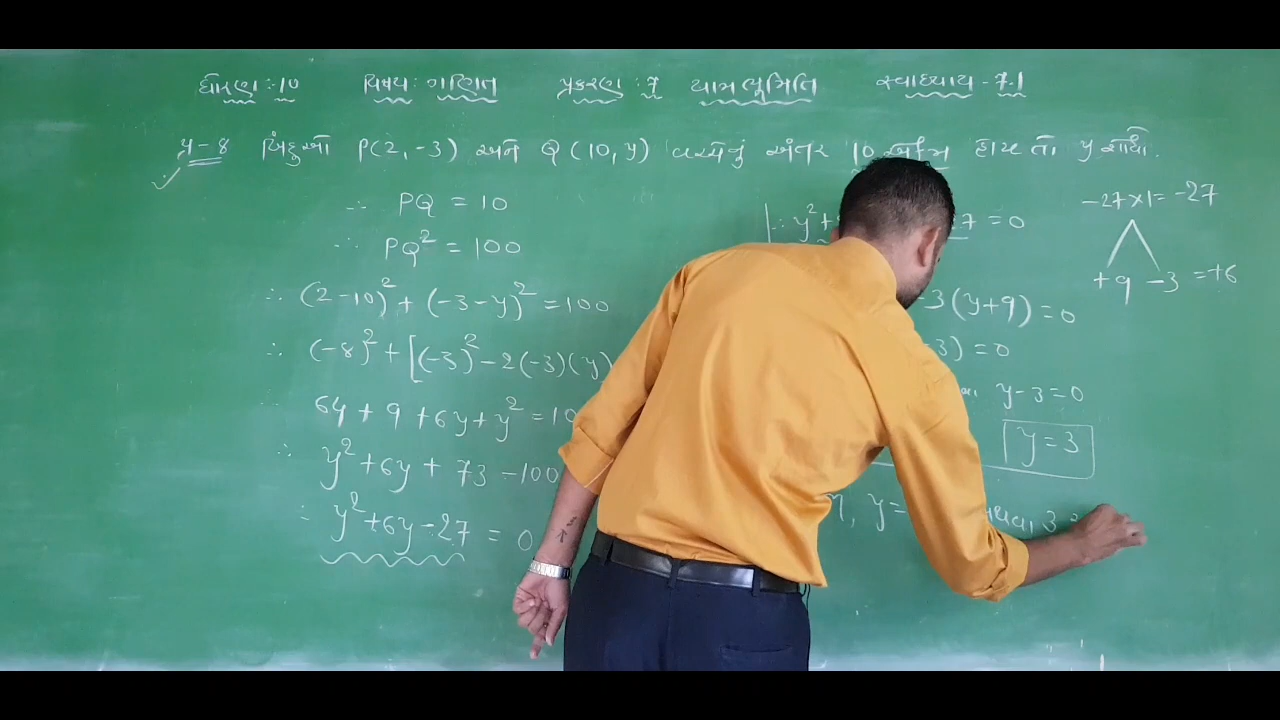 ધોરણ :- 10 વિષય : ગણિત પ્રકરણ : 7 યામ ભૂમિતિ સ્વાધ્યાય - 7.1
પ્ર - 8 બિંદુઓ P(2, -3) અને Q (10, y) વચ્ચેનું અંતર 10 એકમ હોય તો y શોધો.
∴ PQ = 10
∴ PQ² = 100
∴ (2 - 10)² + (-3 - y)² = 100
∴ (-8)² + [(-3)² - 2(-3)(y)
64 + 9 + 6y + y² = 10
∴ y² + 6y + 73 - 100
∴ y² + 6y - 27 = 0
∴ y² + 27 = 0
- 3(y+9) = 0
- 3) = 0
y - 3 = 0
y = 3
, y = અથવા 3
-27 × 1 = -27
+9 -3 = +6